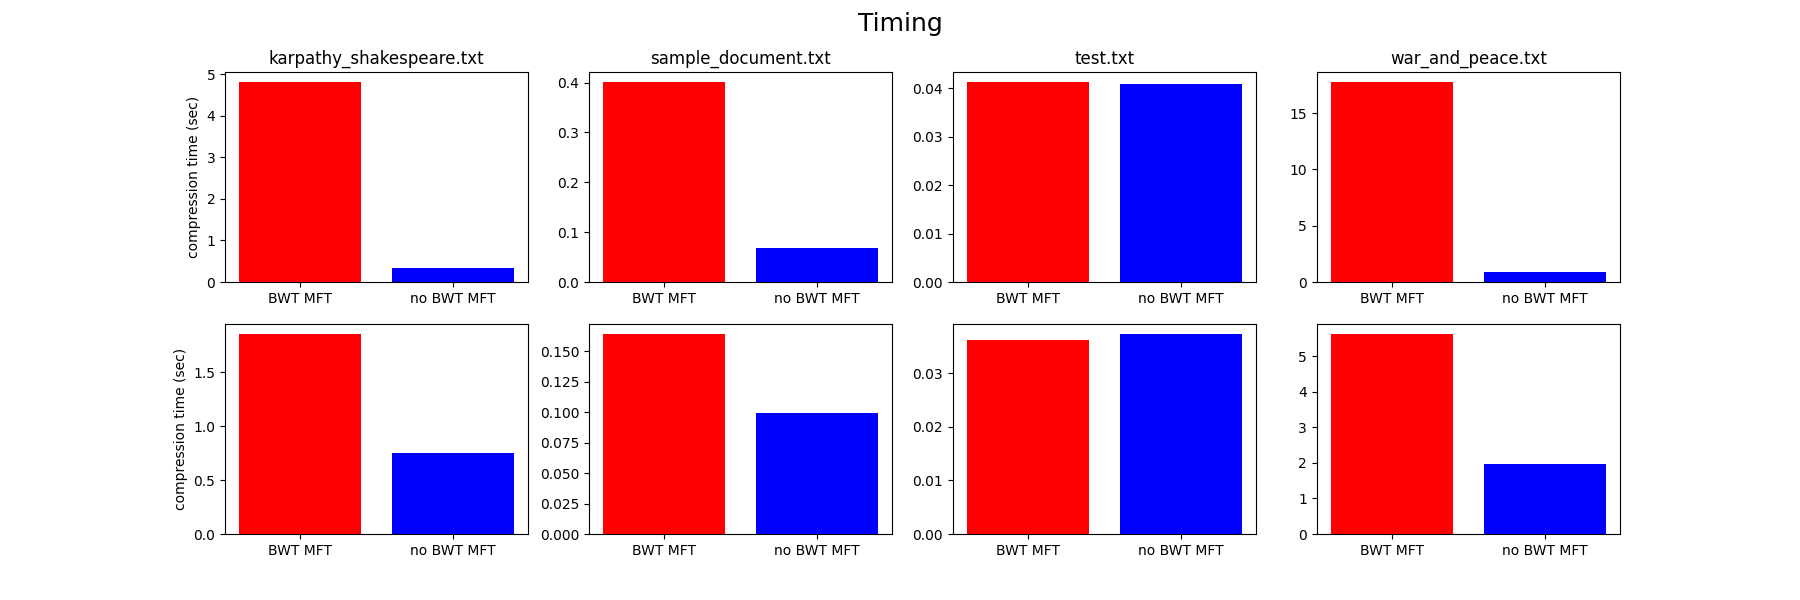 Timing
karpathy_shakespeare.txt
compression time (sec)
5
4
3
2
1
0
BWT MFT no BWT MFT
sample_document.txt
0.4
0.3
0.2
0.1
0.0
BWT MFT no BWT MFT
test.txt
0.04
0.03
0.02
0.01
0.00
BWT MFT no BWT MFT
war_and_peace.txt
15
10
5
0
BWT MFT no BWT MFT
compression time (sec)
1.5
1.0
0.5
0.0
BWT MFT no BWT MFT
0.150
0.125
0.100
0.075
0.050
0.025
0.000
BWT MFT no BWT MFT
0.03
0.02
0.01
0.00
BWT MFT no BWT MFT
5
4
3
2
1
0
BWT MFT no BWT MFT